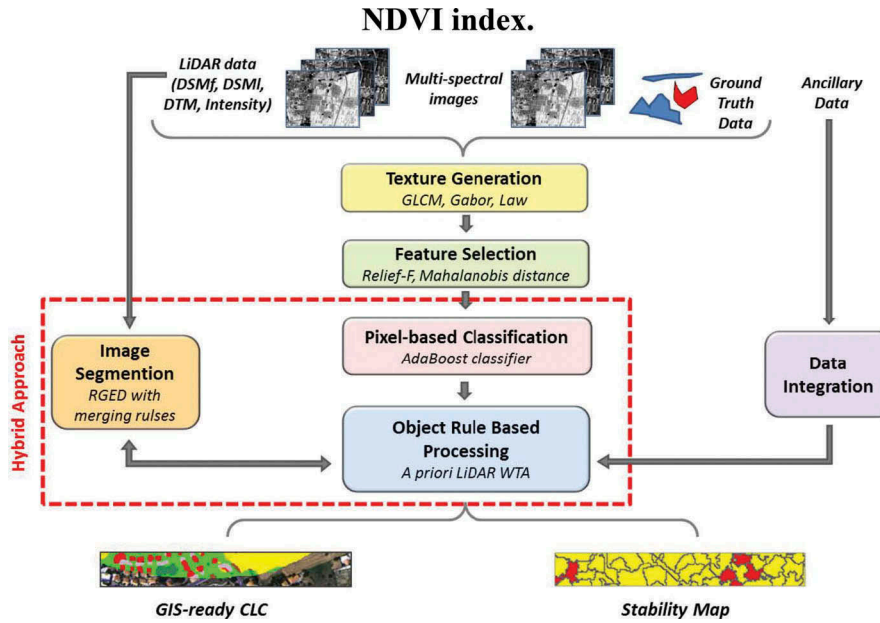 NDVI index.
LiDAR data
(DSMf, DSMl,
DTM, Intensity)
Multi-spectral
images
Ground
Truth
Data
Ancillary
Data
Texture Generation
GLCM, Gabor, Law
Feature Selection
Relief-F, Mahalanobis distance
Hybrid Approach
Image
Segmention
RGED with
merging rulses
Pixel-based Classification
AdaBoost classifier
Data
Integration
Object Rule Based
Processing
A priori LiDAR WTA
GIS-ready CLC
Stability Map